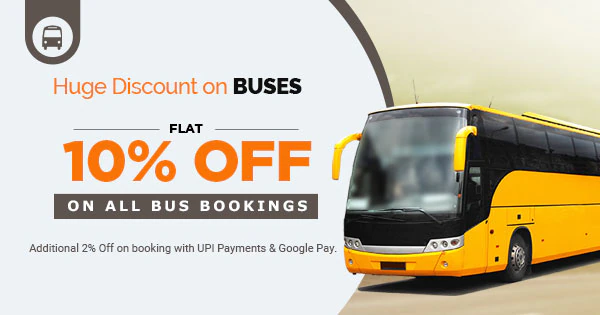 Huge Discount on BUSES
FLAT
10% OFF
ON ALL BUS BOOKINGS
Additional 2% Off on booking with UPI Payments & Google Pay.